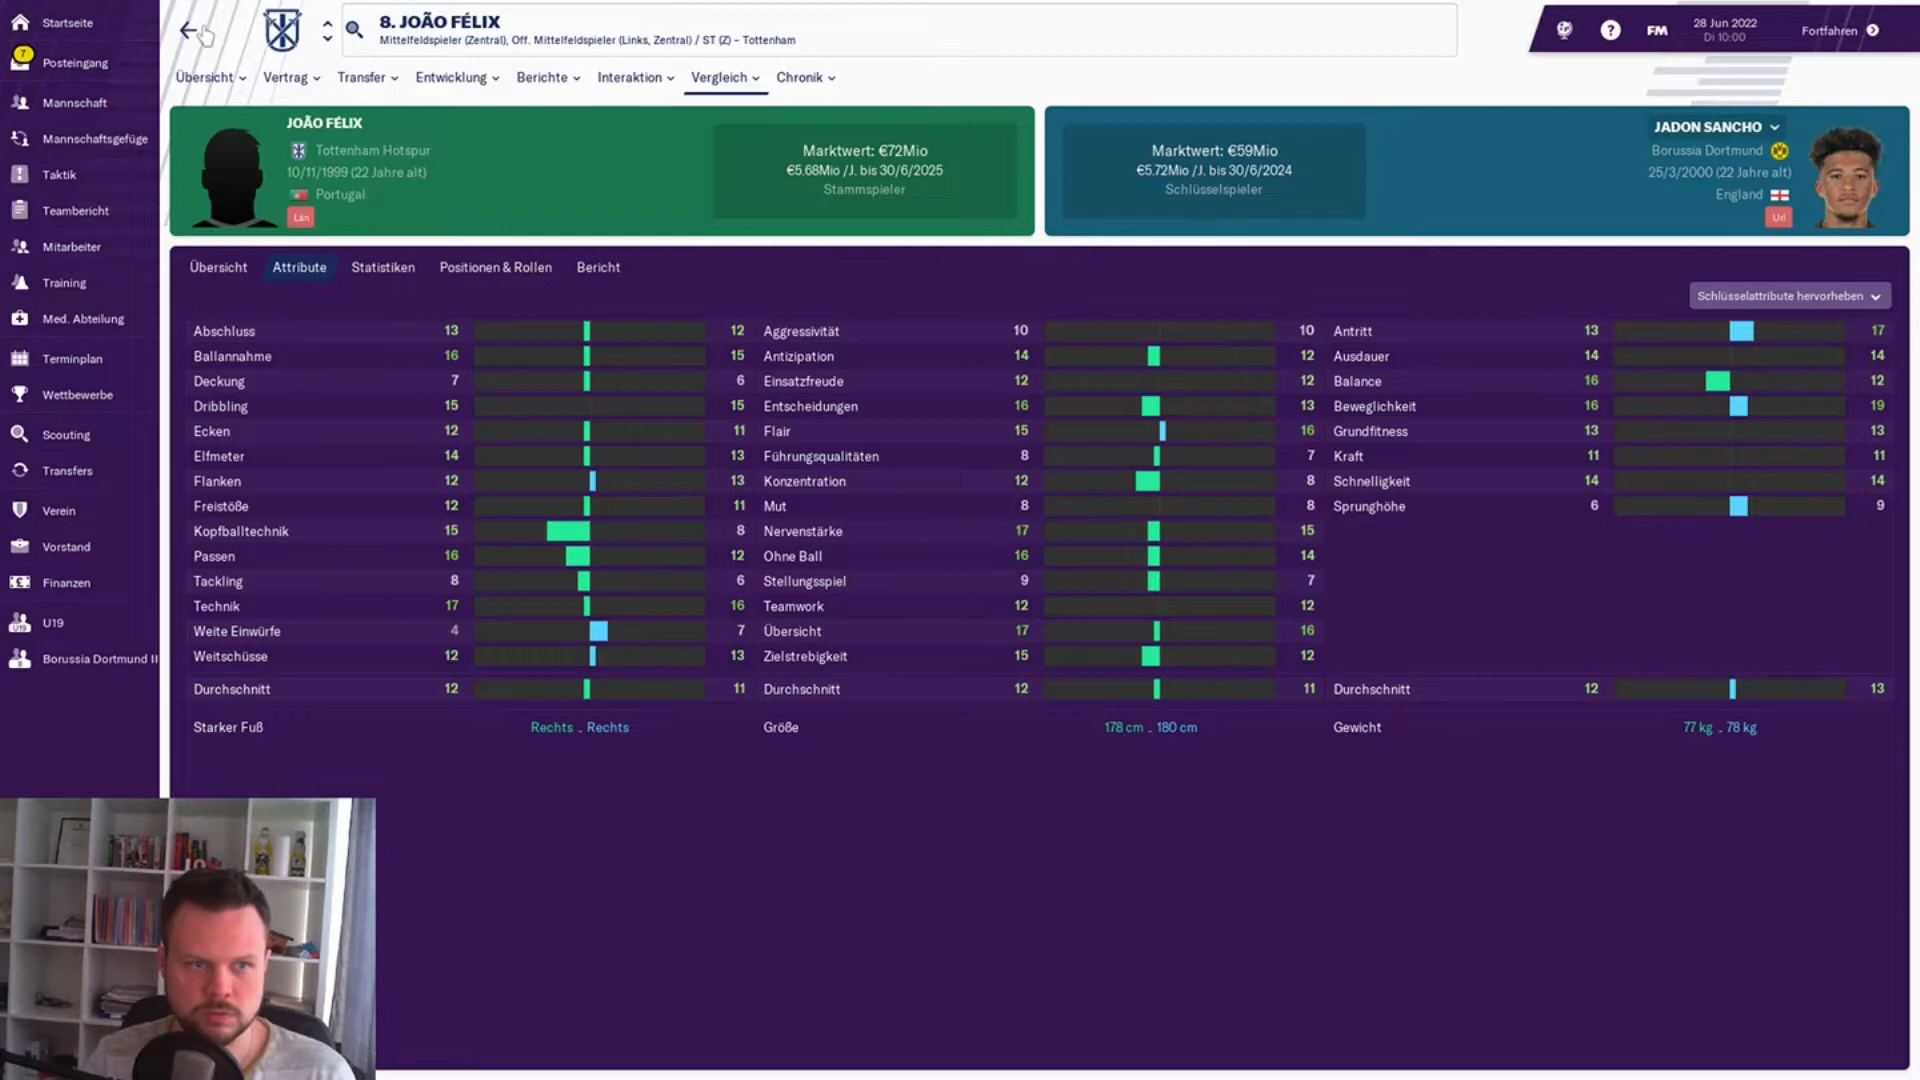 Startseite
7
Posteingang
Mannschaft
Mannschaftsgefüge
Taktik
Teambericht
Mitarbeiter
Training
Med. Abteilung
Terminplan
Wettbewerbe
Scouting
Transfers
Verein
Vorstand
Finanzen
U19
U19
Borussia Dortmund II
8. JOÃO FÉLIX
Mittelfeldspieler (Zentral), Off. Mittelfeldspieler (Links, Zentral) / ST (Z) – Tottenham
? FM 28 Jun 2022
Di 10:00
Fortfahren
Übersicht Vertrag Transfer Entwicklung Berichte Interaktion Vergleich Chronik
JOÃO FÉLIX
Tottenham Hotspur
10/11/1999 (22 Jahre alt)
Portugal
Län
Marktwert: €72Mio
€5.68Mio /J. bis 30/6/2025
Stammspieler
Marktwert: €59Mio
€5.72Mio /J. bis 30/6/2024
Schlüsselspieler
JADON SANCHO
Borussia Dortmund
25/3/2000 (22 Jahre alt)
England
Url
Übersicht Attribute Statistiken Positionen & Rollen Bericht
Schlüsselattribute hervorheben
Abschluss 13 12 Aggressivität 10 10 Antritt 13 17
Ballannahme 16 15 Antizipation 14 12 Ausdauer 14 14
Deckung 7 6 Einsatzfreude 12 12 Balance 16 12
Dribbling 15 15 Entscheidungen 16 13 Beweglichkeit 16 19
Ecken 12 11 Flair 15 16 Grundfitness 13 13
Elfmeter 14 13 Führungsqualitäten 8 7 Kraft 11 11
Flanken 12 13 Konzentration 12 8 Schnelligkeit 14 14
Freistöße 12 11 Mut 8 8 Sprunghöhe 6 9
Kopfballtechnik 15 8 Nervenstärke 17 15
Passen 16 12 Ohne Ball 16 14
Tackling 8 6 Stellungsspiel 9 7
Technik 17 16 Teamwork 12 12
Weite Einwürfe 4 7 Übersicht 17 16
Weitschüsse 12 13 Zielstrebigkeit 15 12
Durchschnitt 12 11 Durchschnitt 12 11 Durchschnitt 12 13
Starker Fuß Rechts .. Rechts Größe 178 cm .. 180 cm Gewicht 77 kg .. 78 kg